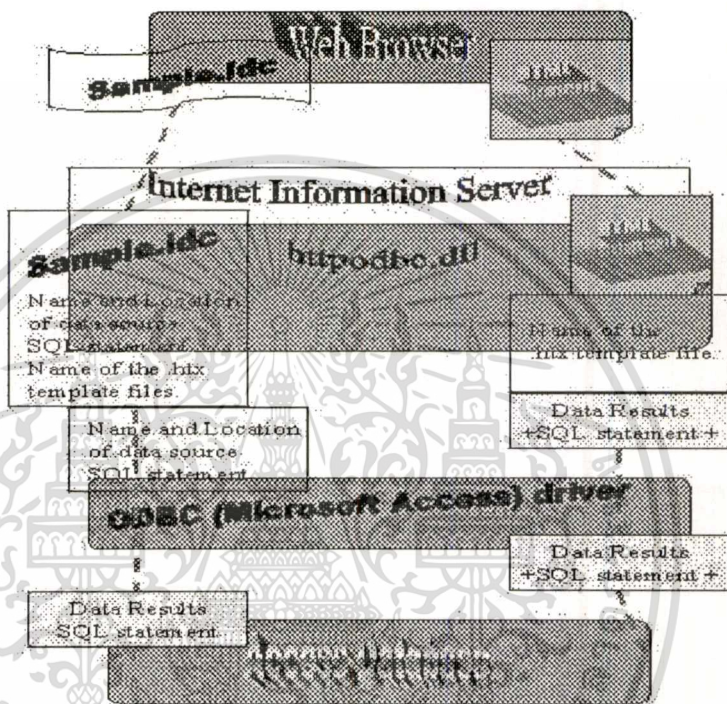 Web Browser
Sample.idc
Internet Information Server
Sample.idc
httpodbc.dll
Name and Location
of data source
SQL statement
Name of the .htx
template files
Name of the
.htx template file.
Data Results
+SQL statement +
Name and Location
of data source
SQL statement
ODBC (Microsoft Access) driver
Data Results
+SQL statement +
Data Results
SQL statement
Access database